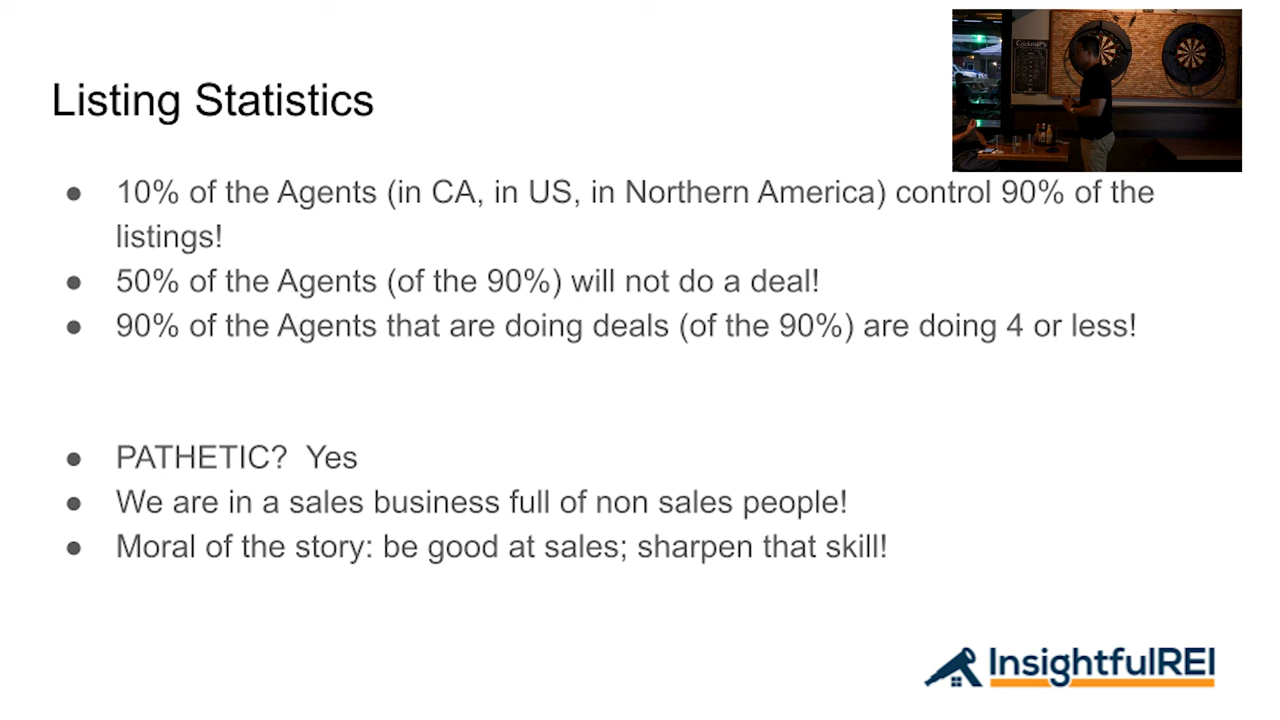 Listing Statistics
● 10% of the Agents (in CA, in US, in Northern America) control 90% of the
listings!
● 50% of the Agents (of the 90%) will not do a deal!
● 90% of the Agents that are doing deals (of the 90%) are doing 4 or less!
● PATHETIC?  Yes
● We are in a sales business full of non sales people!
● Moral of the story: be good at sales; sharpen that skill!
InsightfulREI